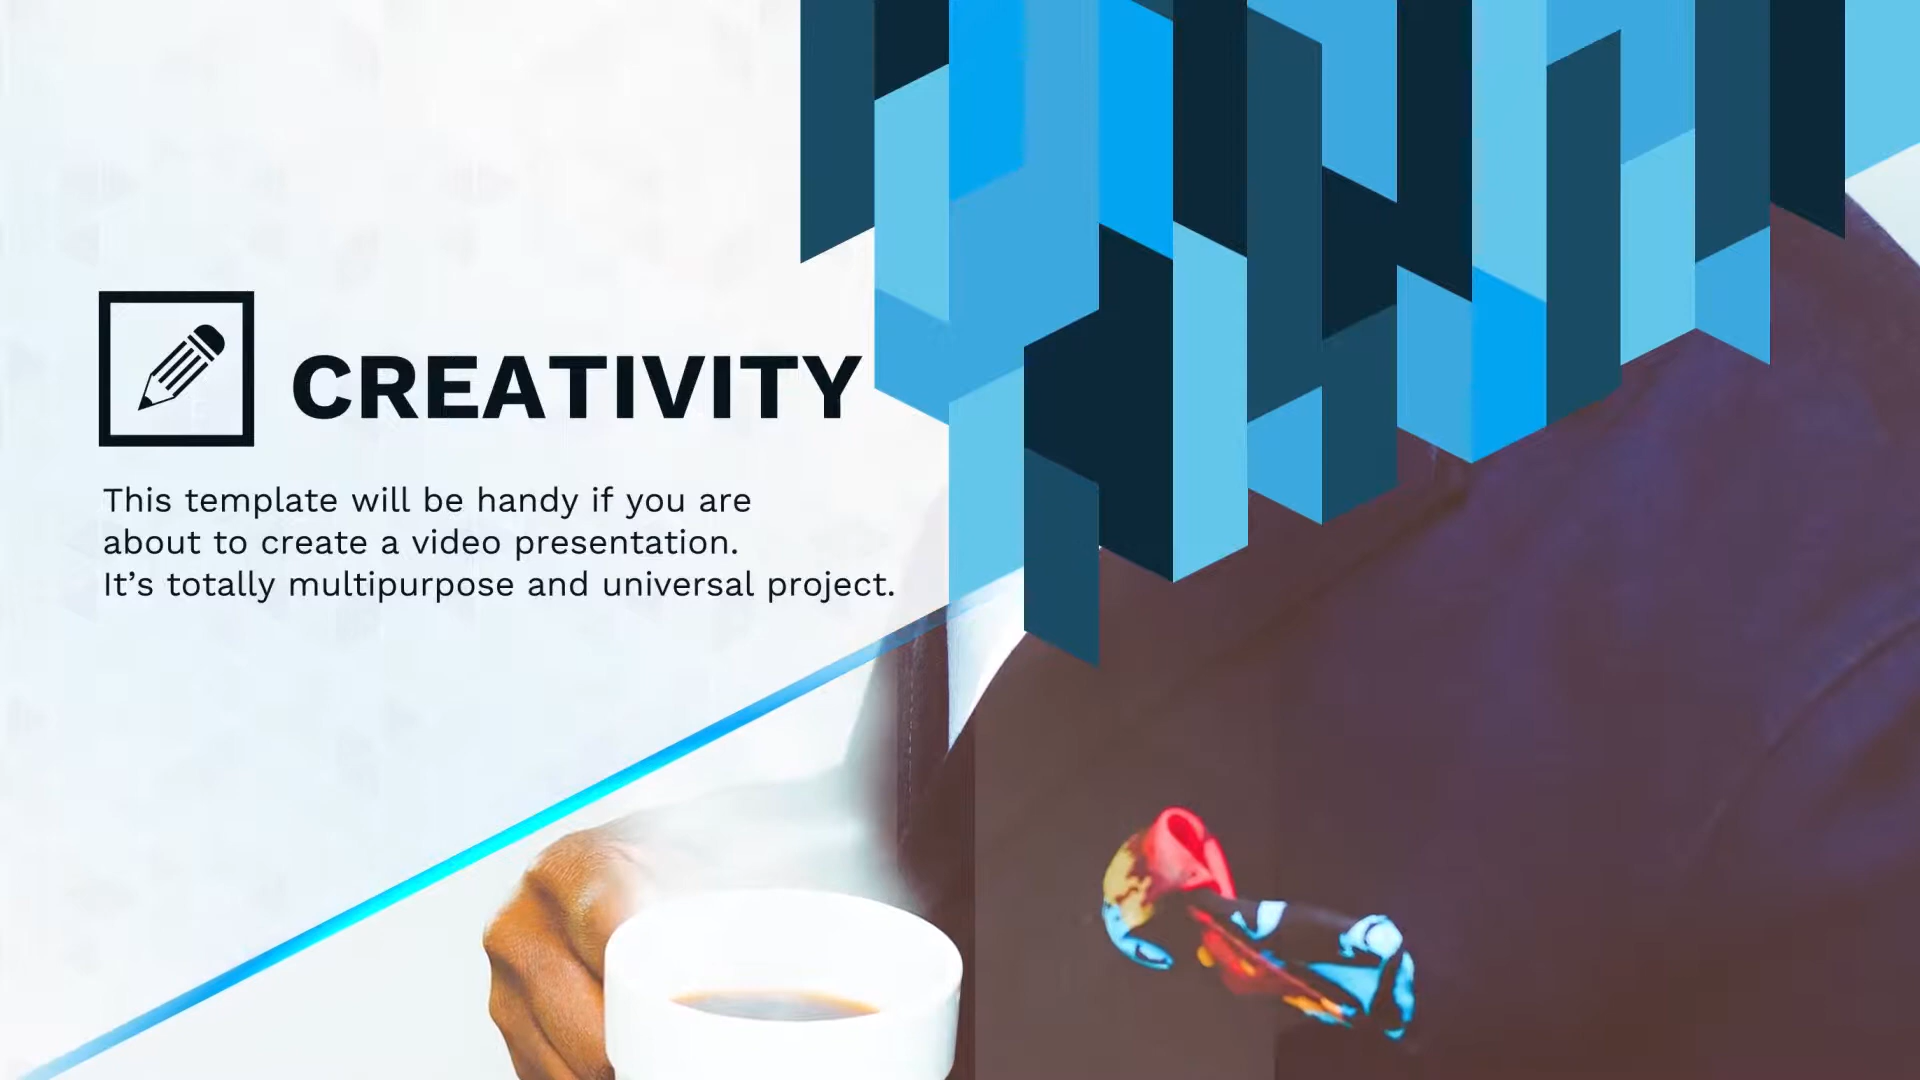 CREATIVITY
This template will be handy if you are
about to create a video presentation.
It’s totally multipurpose and universal project.